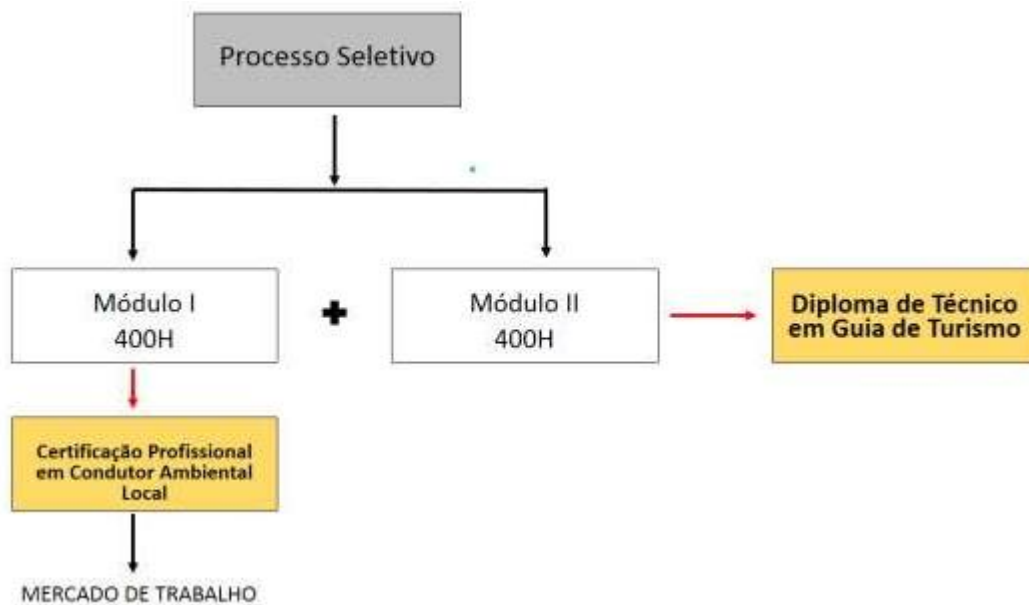 Processo Seletivo
Módulo I
400H
Módulo II
400H
Diploma de Técnico
em Guia de Turismo
Certificação Profissional
em Condutor Ambiental
Local
MERCADO DE TRABALHO